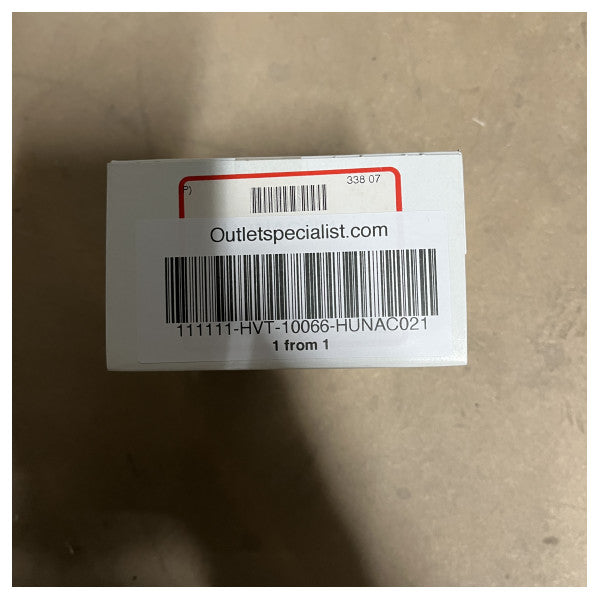 P)
338 07
Outletspecialist.com
111111-HVT-10066-HUNAC021
1 from 1